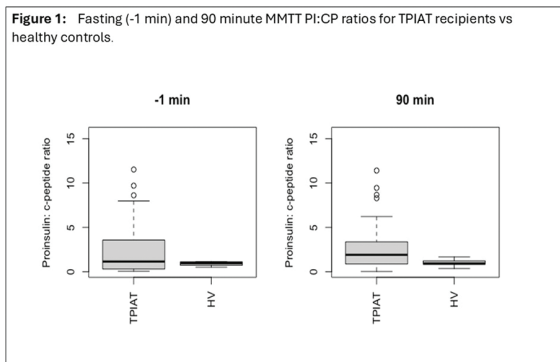 Figure 1: Fasting (-1 min) and 90 minute MMTT PI:CP ratios for TPIAT recipients vs
healthy controls.
-1 min
Proinsulin: c-peptide ratio
15
10
5
0
TPIAT
HV
90 min
Proinsulin: c-peptide ratio
15
10
5
0
TPIAT
HV